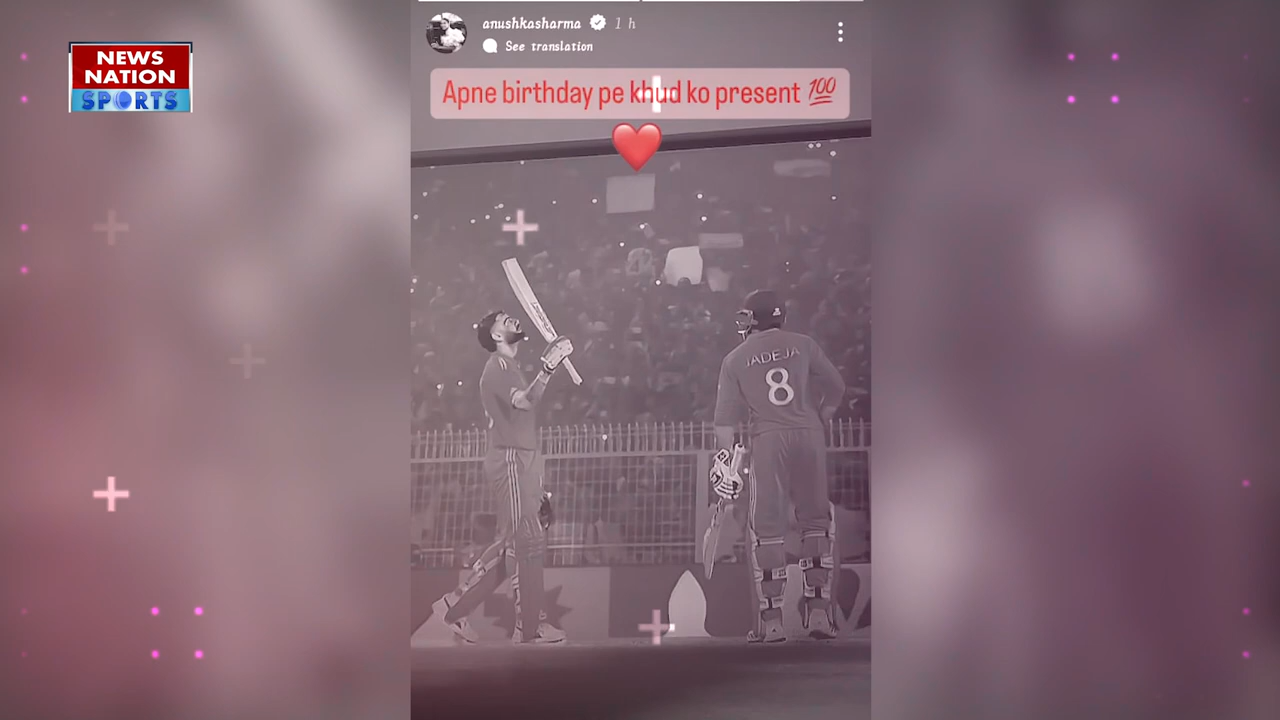 NEWS
NATION
SPORTS
anushkasharma 1 h
See translation
Apne birthday pe khud ko present 💯
JADEJA
8